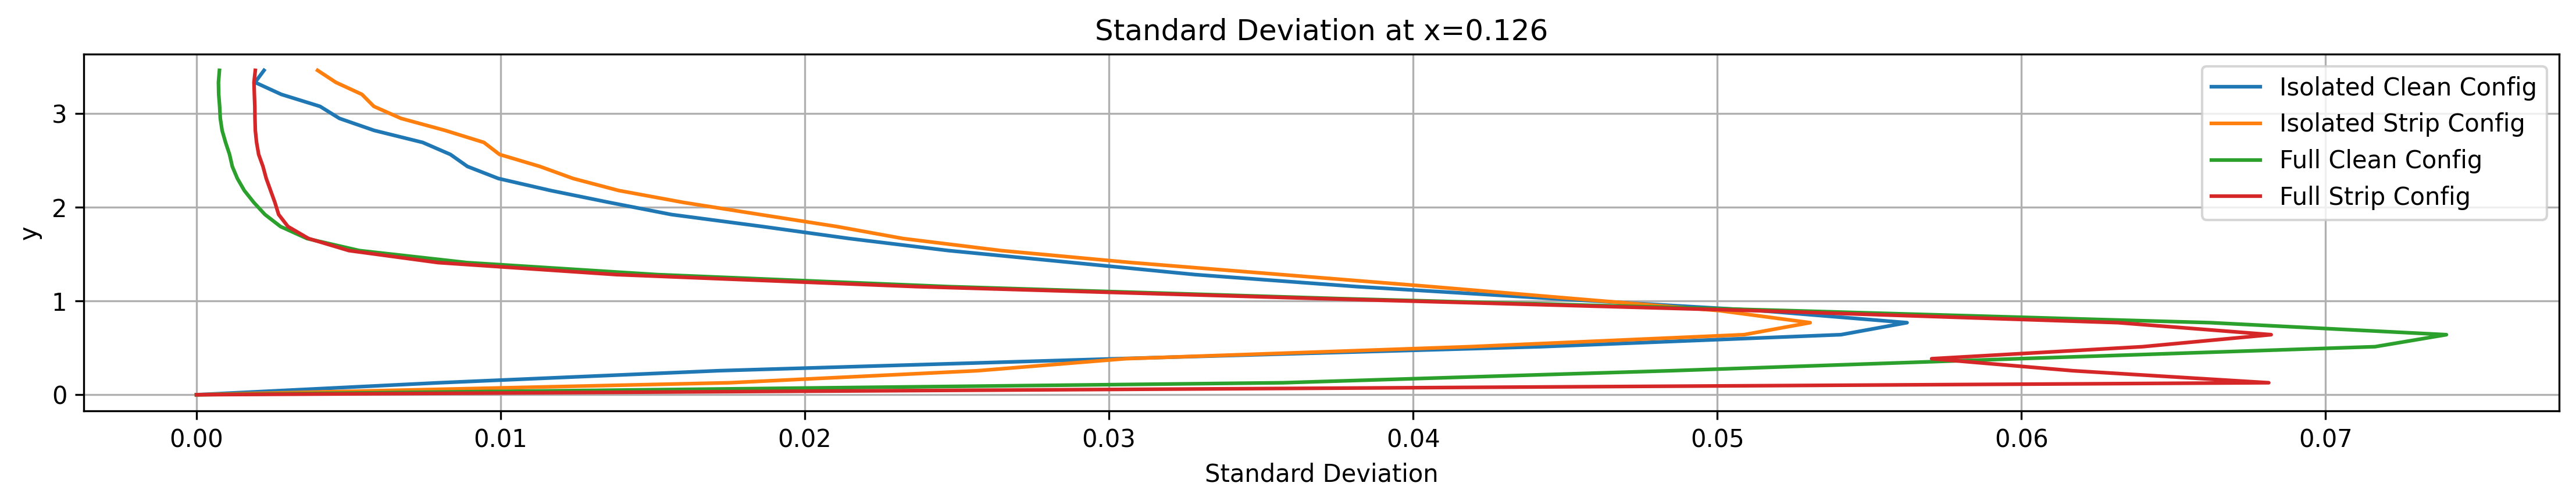 Standard Deviation at x=0.126
Isolated Clean Config
Isolated Strip Config
Full Clean Config
Full Strip Config
y
3
2
1
0
0.00 0.01 0.02 0.03 0.04 0.05 0.06 0.07
Standard Deviation